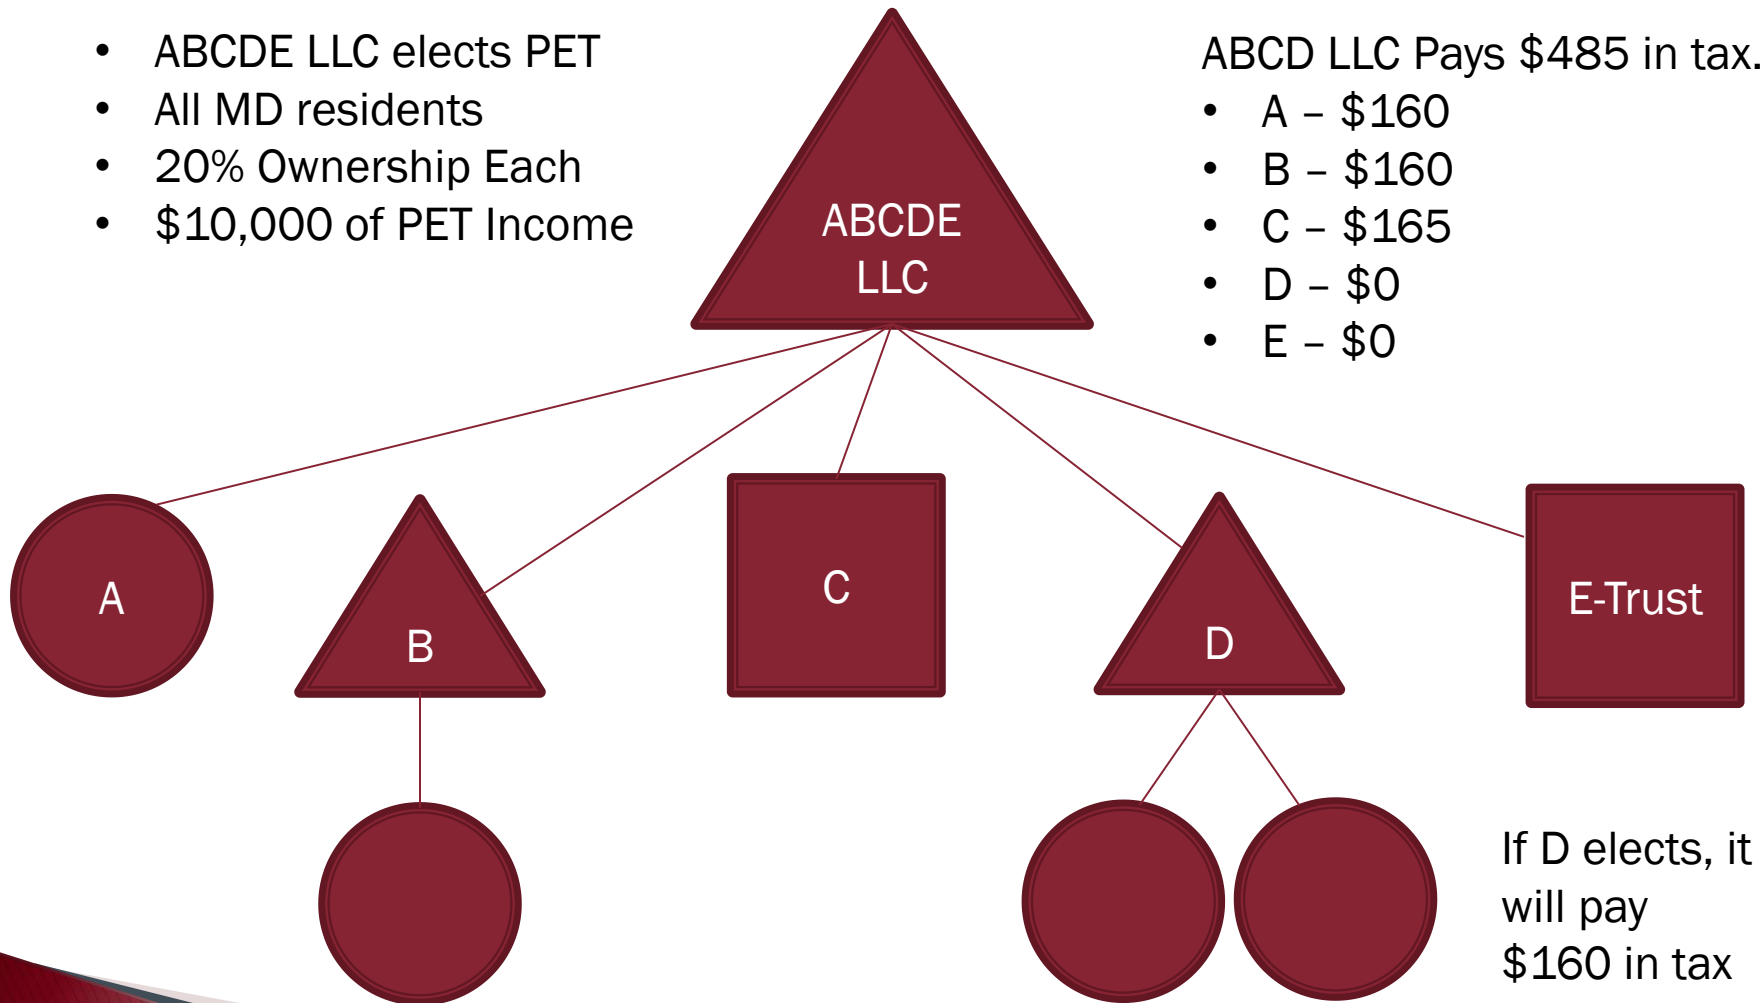 • ABCDE LLC elects PET
• All MD residents
• 20% Ownership Each
• $10,000 of PET Income
ABCD LLC Pays $485 in tax.
• A – $160
• B – $160
• C – $165
• D – $0
• E – $0
ABCDE
LLC
A
B
C
D
E-Trust
If D elects, it
will pay
$160 in tax